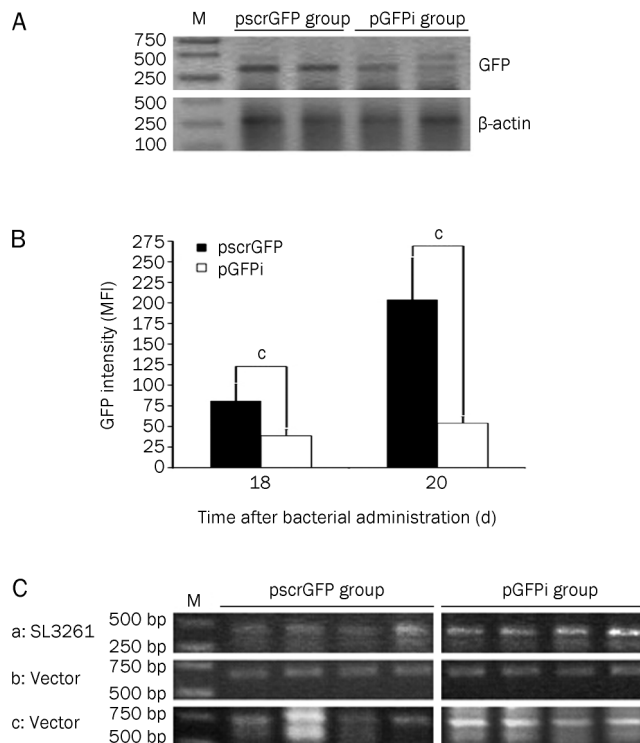 A
M pscrGFP group pGFPi group
750
500
250
GFP
500
250
100
β-actin
B
275
250
225
200
175
150
125
100
75
50
25
0
GFP intensity (MFI)
pscrGFP
pGFPi
c
c
18 20
Time after bacterial administration (d)
C
M pscrGFP group pGFPi group
a: SL3261
500 bp
250 bp
b: Vector
750 bp
500 bp
c: Vector
750 bp
500 bp